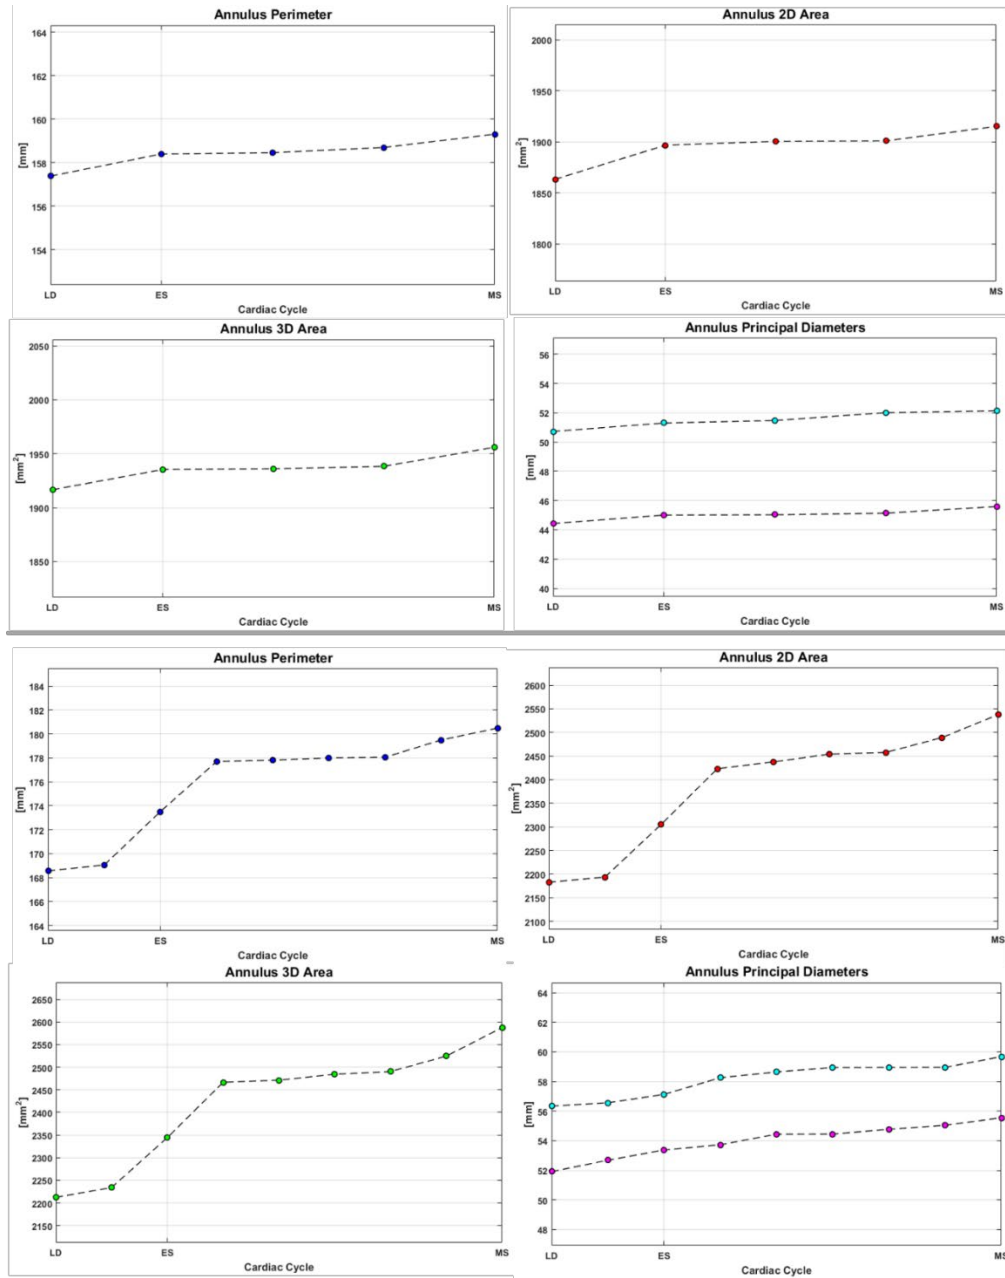 Annulus Perimeter
164
162
160
158
156
154
[mm]
LD ES MS
Cardiac Cycle
Annulus 2D Area
2000
1950
1900
1850
1800
[mm²]
LD ES MS
Cardiac Cycle
Annulus 3D Area
2050
2000
1950
1900
1850
[mm²]
LD ES MS
Cardiac Cycle
Annulus Principal Diameters
56
54
52
50
48
46
44
42
40
[mm]
LD ES MS
Cardiac Cycle
Annulus Perimeter
184
182
180
178
176
174
172
170
168
166
164
[mm]
LD ES MS
Cardiac Cycle
Annulus 2D Area
2600
2550
2500
2450
2400
2350
2300
2250
2200
2150
2100
[mm²]
LD ES MS
Cardiac Cycle
Annulus 3D Area
2650
2600
2550
2500
2450
2400
2350
2300
2250
2200
2150
[mm²]
LD ES MS
Cardiac Cycle
Annulus Principal Diameters
64
62
60
58
56
54
52
50
48
[mm]
LD ES MS
Cardiac Cycle